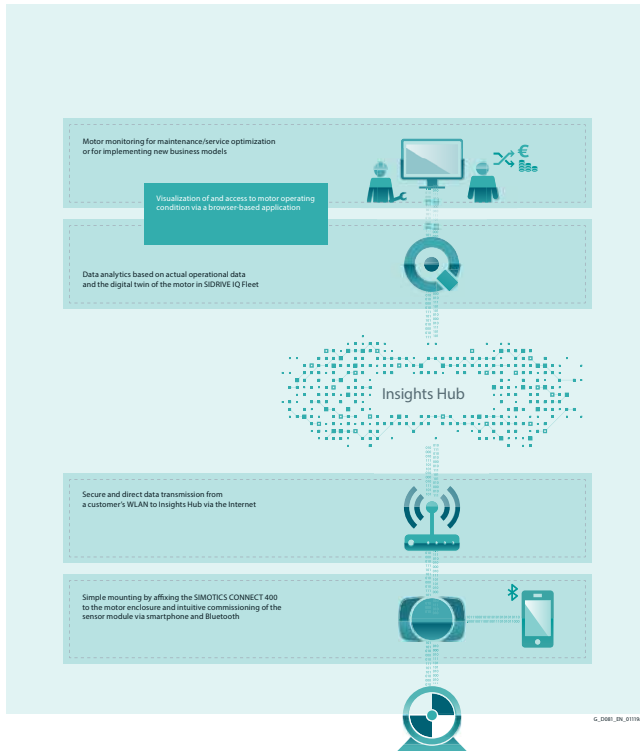 Motor monitoring for maintenance/service optimization
or for implementing new business models
Visualization of and access to motor operating
condition via a browser-based application
Data analytics based on actual operational data
and the digital twin of the motor in SIDRIVE IQ Fleet
Insights Hub
Secure and direct data transmission from
a customer's WLAN to Insights Hub via the Internet
Simple mounting by affixing the SIMOTICS CONNECT 400
to the motor enclosure and intuitive commissioning of the
sensor module via smartphone and Bluetooth